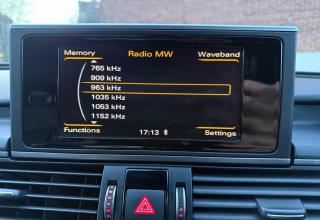 Memory Radio MW Waveband
765 kHz
909 kHz
963 kHz
1035 kHz
1053 kHz
1152 kHz
Functions 17:13 Settings